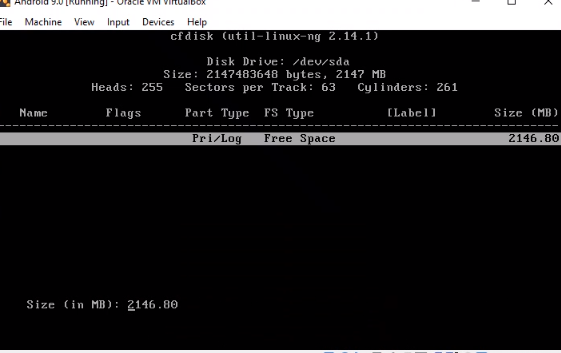 Android 9.0 [Running] - Oracle VM VirtualBox
File Machine View Input Devices Help
cfdisk (util-linux-ng 2.14.1)
Disk Drive: /dev/sda
Size: 2147483648 bytes, 2147 MB
Heads: 255 Sectors per Track: 63 Cylinders: 261
Name Flags Part Type FS Type [Label] Size (MB)
Pri/Log Free Space 2146.80
Size (in MB): 2146.80